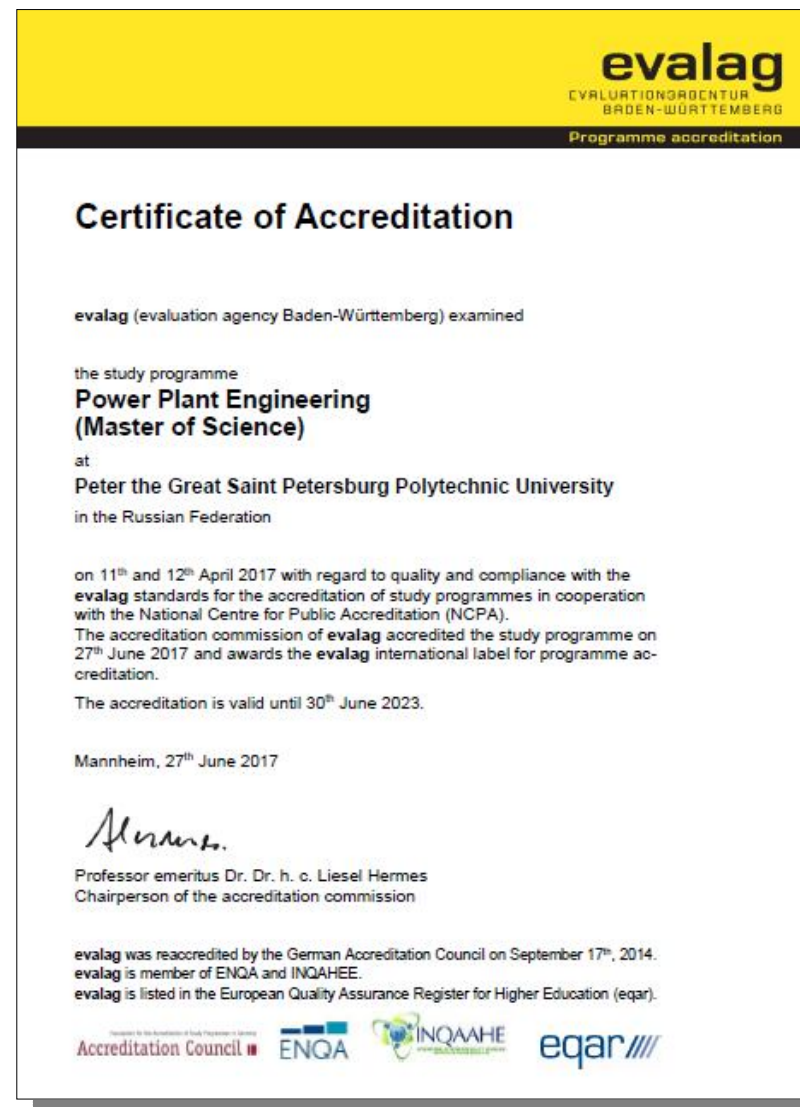 evalag
EVALUATIONSAGENTUR
BADEN-WÜRTTEMBERG
Programme accreditation
Certificate of Accreditation
evalag (evaluation agency Baden-Württemberg) examined
the study programme
Power Plant Engineering
(Master of Science)
at
Peter the Great Saint Petersburg Polytechnic University
in the Russian Federation
on 11th and 12th April 2017 with regard to quality and compliance with the
evalag standards for the accreditation of study programmes in cooperation
with the National Centre for Public Accreditation (NCPA).
The accreditation commission of evalag accredited the study programme on
27th June 2017 and awards the evalag international label for programme ac-
creditation.
The accreditation is valid until 30th June 2023.
Mannheim, 27th June 2017
Professor emeritus Dr. Dr. h. c. Liesel Hermes
Chairperson of the accreditation commission
evalag was reaccredited by the German Accreditation Council on September 17th, 2014.
evalag is member of ENQA and INQAHEE.
evalag is listed in the European Quality Assurance Register for Higher Education (eqar).
Accreditation Council
ENQA
INQAAHE
eqar